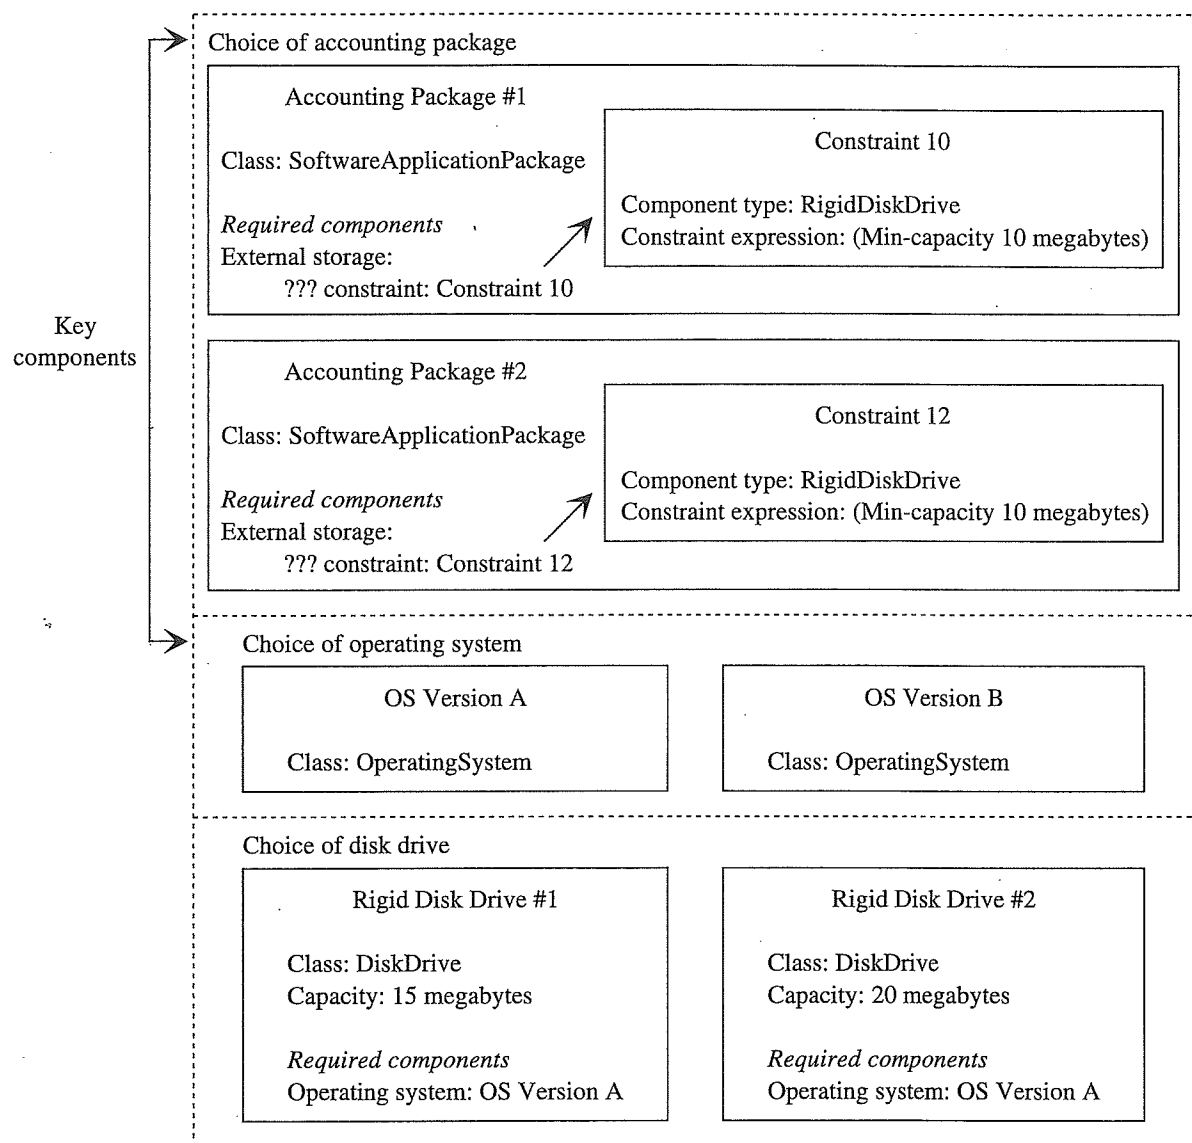 Choice of accounting package
Accounting Package #1
Class: SoftwareApplicationPackage
Required components
External storage:
??? constraint: Constraint 10
Constraint 10
Component type: RigidDiskDrive
Constraint expression: (Min-capacity 10 megabytes)
Key
components
Accounting Package #2
Class: SoftwareApplicationPackage
Required components
External storage:
??? constraint: Constraint 12
Constraint 12
Component type: RigidDiskDrive
Constraint expression: (Min-capacity 10 megabytes)
Choice of operating system
OS Version A
Class: OperatingSystem
OS Version B
Class: OperatingSystem
Choice of disk drive
Rigid Disk Drive #1
Class: DiskDrive
Capacity: 15 megabytes
Required components
Operating system: OS Version A
Rigid Disk Drive #2
Class: DiskDrive
Capacity: 20 megabytes
Required components
Operating system: OS Version A